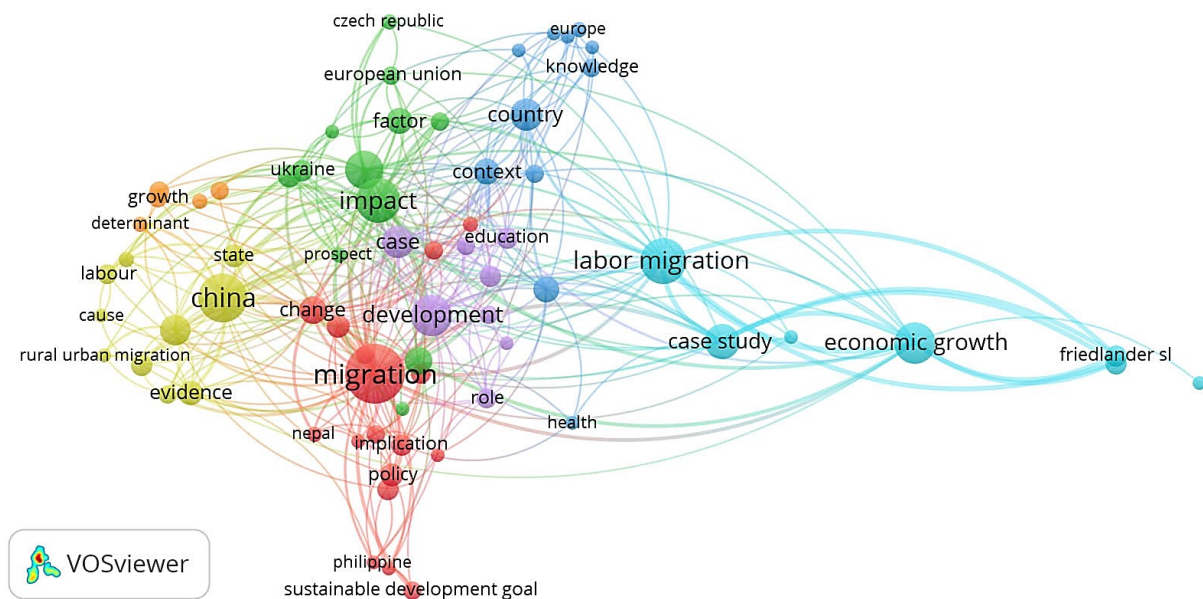 czech republic
europe
european union
knowledge
factor
country
ukraine
context
growth
impact
determinant
case
education
state
prospect
labor migration
labour
china
change
development
cause
case study
economic growth
rural urban migration
friedlander sl
migration
evidence
role
health
nepal
implication
policy
philippine
sustainable development goal
VOSviewer